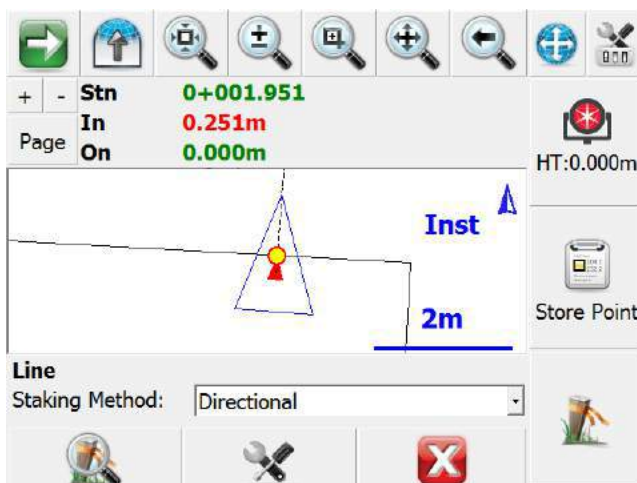 + - Stn 0+001.951
In 0.251m
Page On 0.000m
HT:0.000m
Inst
Store Point
2m
Line
Staking Method: Directional